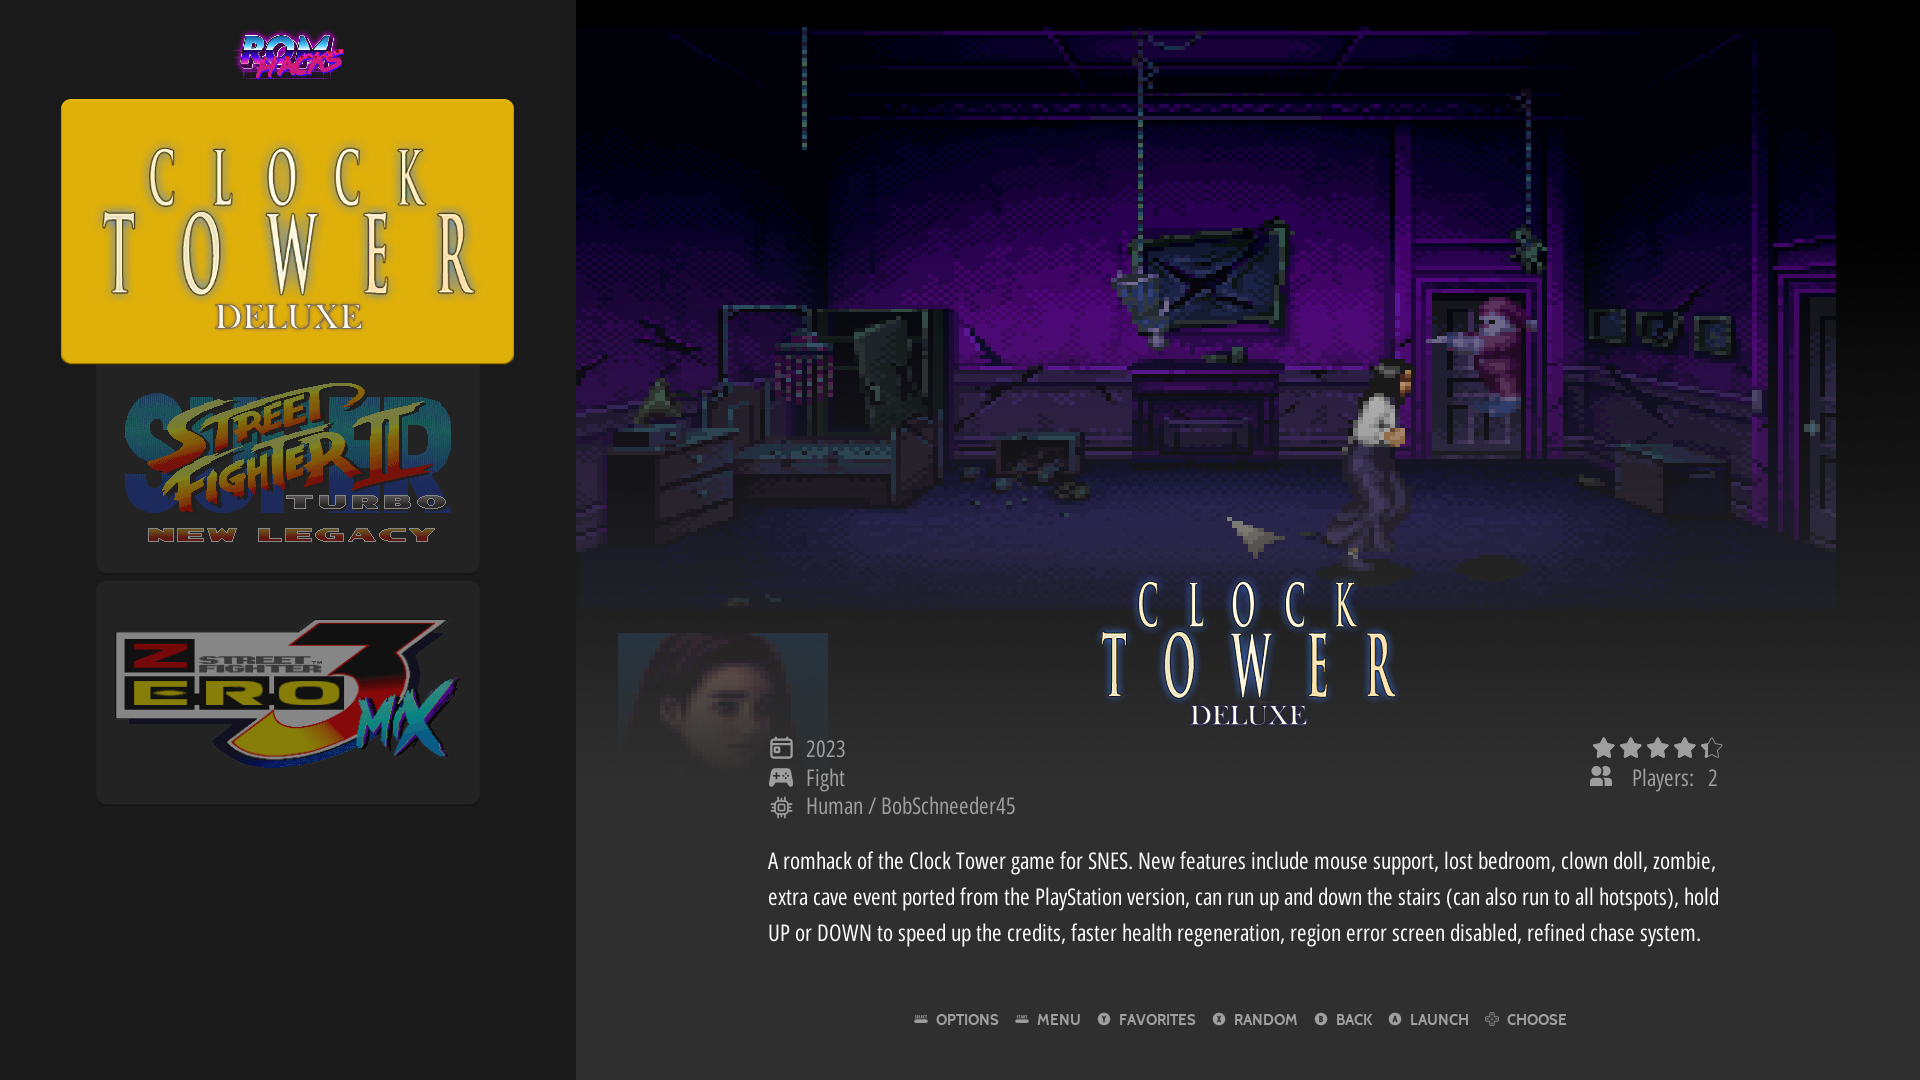 ROM
HACKS
CLOCK
TOWER
DELUXE
SUPER
STREET
FIGHTER II
TURBO
NEW LEGACY
ZERO 3
STREET
FIGHTER™
MIX
CLOCK
TOWER
DELUXE
2023
Fight
Players: 2
Human / BobSchneeder45
A romhack of the Clock Tower game for SNES. New features include mouse support, lost bedroom, clown doll, zombie,
extra cave event ported from the PlayStation version, can run up and down the stairs (can also run to all hotspots), hold
UP or DOWN to speed up the credits, faster health regeneration, region error screen disabled, refined chase system.
SELECT OPTIONS START MENU Y FAVORITES X RANDOM B BACK A LAUNCH CHOOSE